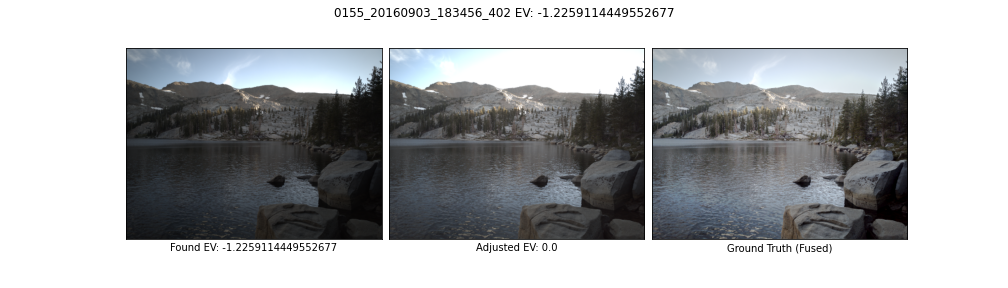 0155_20160903_183456_402 EV: -1.2259114449552677
Found EV: -1.2259114449552677
Adjusted EV: 0.0
Ground Truth (Fused)